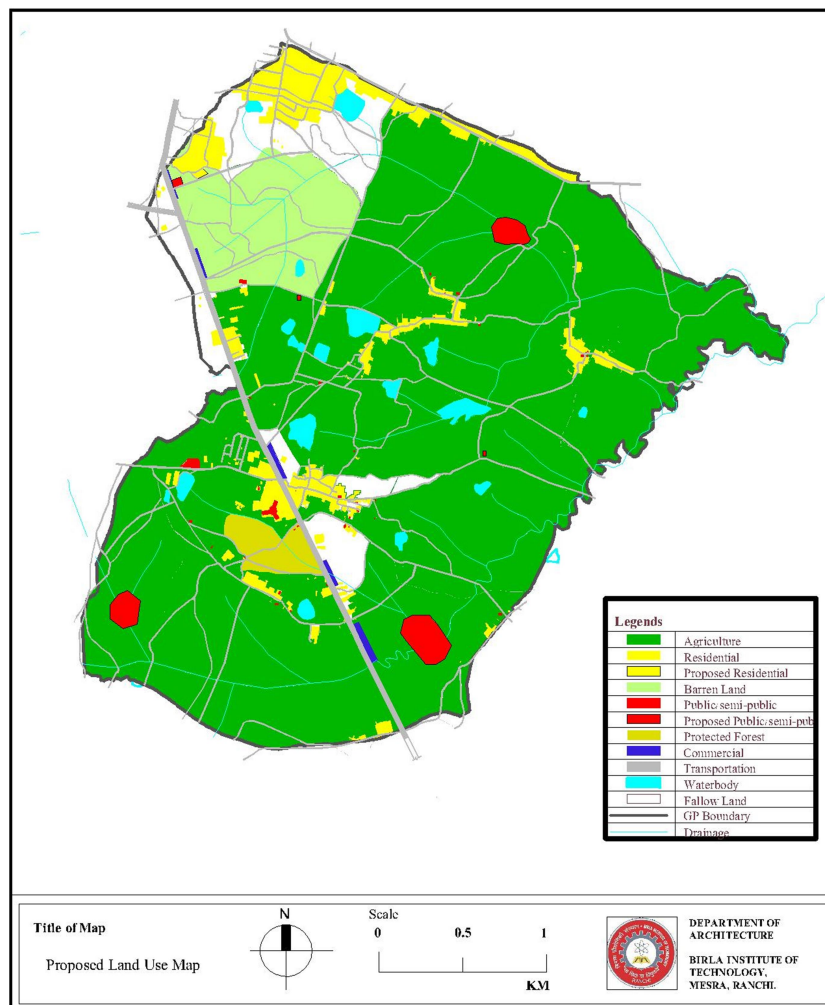 Legends
Agriculture
Residential
Proposed Residential
Barren Land
Public/semi-public
Proposed Public/semi-pub
Protected Forest
Commercial
Transportation
Waterbody
Fallow Land
GP Boundary
Drainage
Title of Map
Proposed Land Use Map
N
Scale
0 0.5 1
KM
RANCHI
DEPARTMENT OF
ARCHITECTURE
BIRLA INSTITUTE OF
TECHNOLOGY,
MESRA, RANCHI.